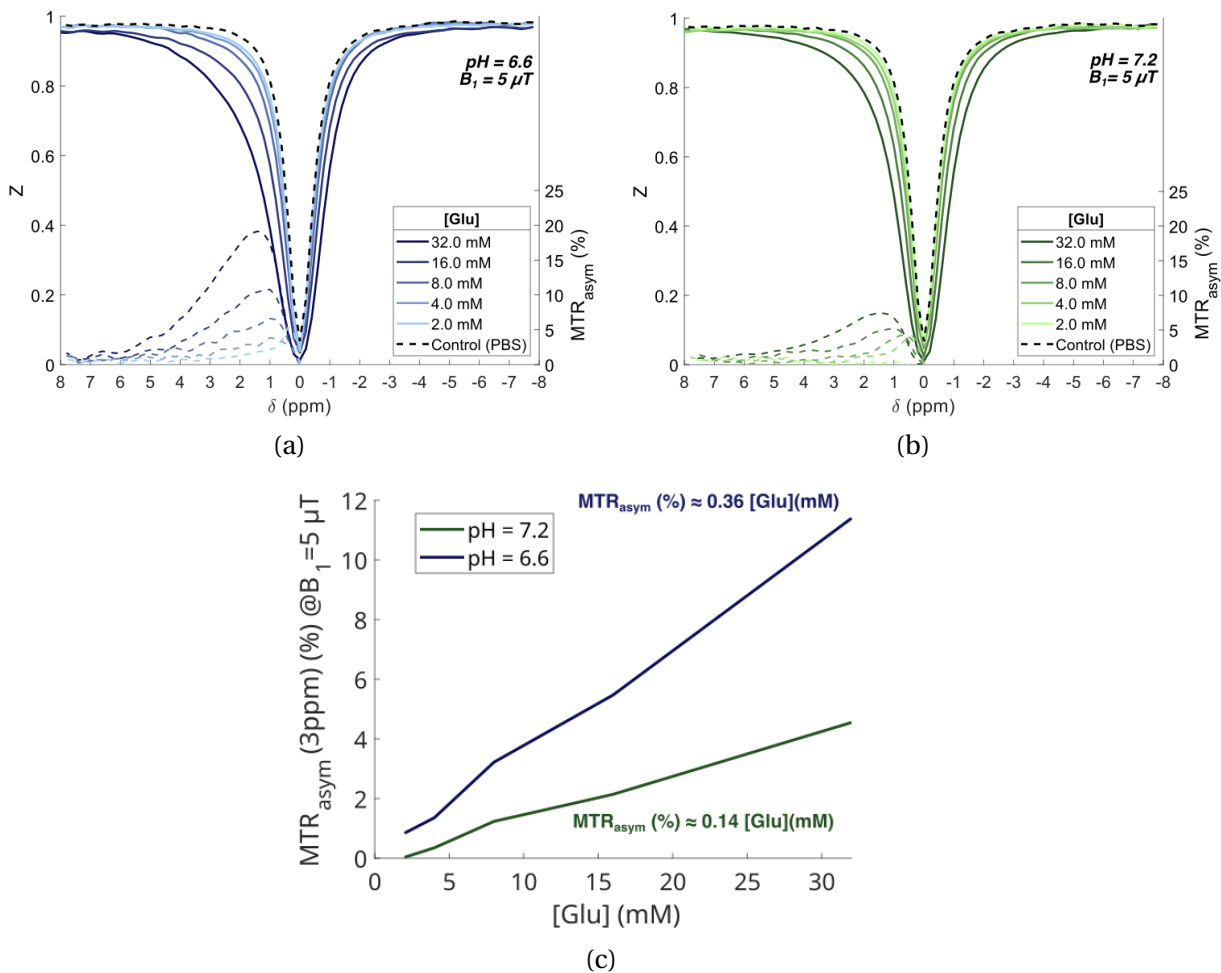 1
0.8
0.6
0.4
0.2
0
Z
pH = 6.6
B1 = 5 µT
25
20
15
10
5
0
MTRasym (%)
[Glu]
32.0 mM
16.0 mM
8.0 mM
4.0 mM
2.0 mM
Control (PBS)
8 7 6 5 4 3 2 1 0 -1 -2 -3 -4 -5 -6 -7 -8
δ (ppm)
(a)
1
0.8
0.6
0.4
0.2
0
Z
pH = 7.2
B1= 5 µT
25
20
15
10
5
0
MTRasym (%)
[Glu]
32.0 mM
16.0 mM
8.0 mM
4.0 mM
2.0 mM
Control (PBS)
8 7 6 5 4 3 2 1 0 -1 -2 -3 -4 -5 -6 -7 -8
δ (ppm)
(b)
12
10
8
6
4
2
0
MTRasym (3ppm) (%) @B1=5 µT
MTRasym (%) ≈ 0.36 [Glu](mM)
pH = 7.2
pH = 6.6
MTRasym (%) ≈ 0.14 [Glu](mM)
0 5 10 15 20 25 30
[Glu] (mM)
(c)